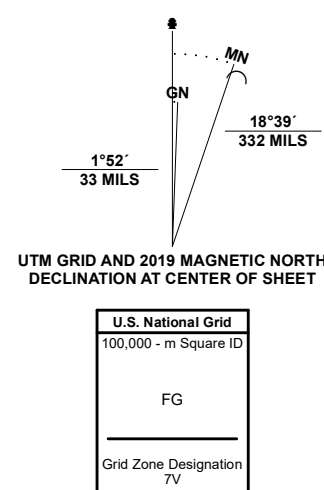 MN
GN
18°39´
332 MILS
1°52´
33 MILS
UTM GRID AND 2019 MAGNETIC NORTH
DECLINATION AT CENTER OF SHEET
U.S. National Grid
100,000 - m Square ID
FG
Grid Zone Designation
7V